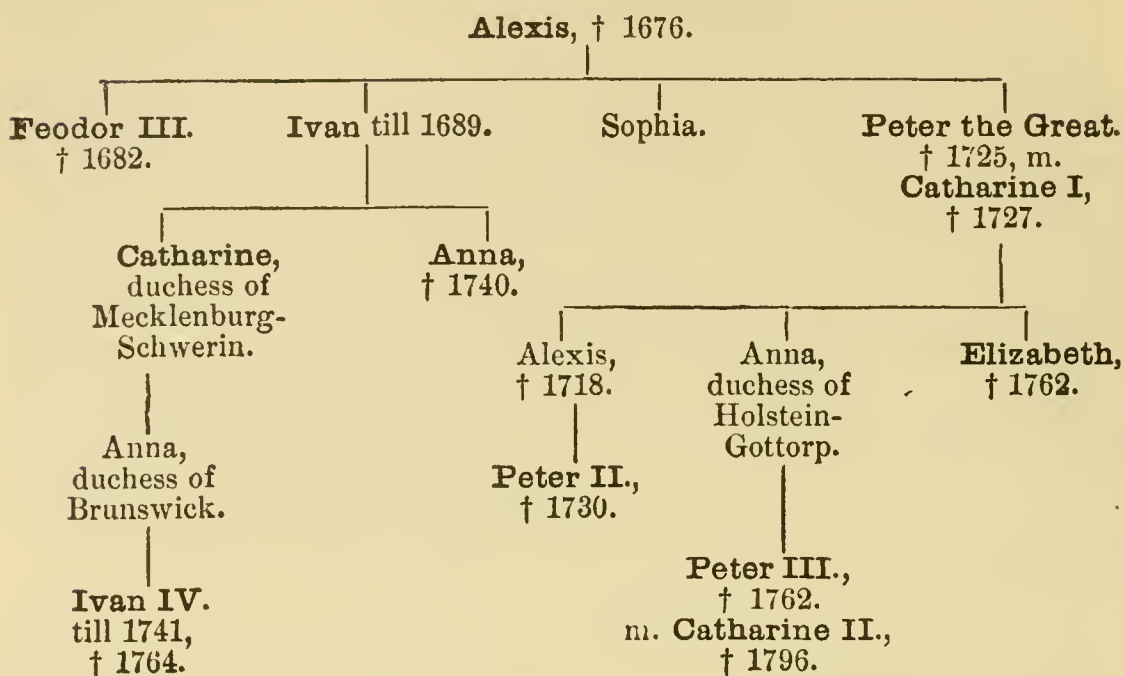 Alexis, † 1676.
Feodor III.
† 1682.
Ivan till 1689.
Sophia.
Peter the Great.
† 1725, m.
Catharine I,
† 1727.
Catharine,
duchess of
Mecklenburg-
Schwerin.
Anna,
† 1740.
Alexis,
† 1718.
Anna,
duchess of
Holstein-
Gottorp.
Elizabeth,
† 1762.
Anna,
duchess of
Brunswick.
Peter II.,
† 1730.
Ivan IV.
till 1741,
† 1764.
Peter III.,
† 1762.
m. Catharine II.,
† 1796.